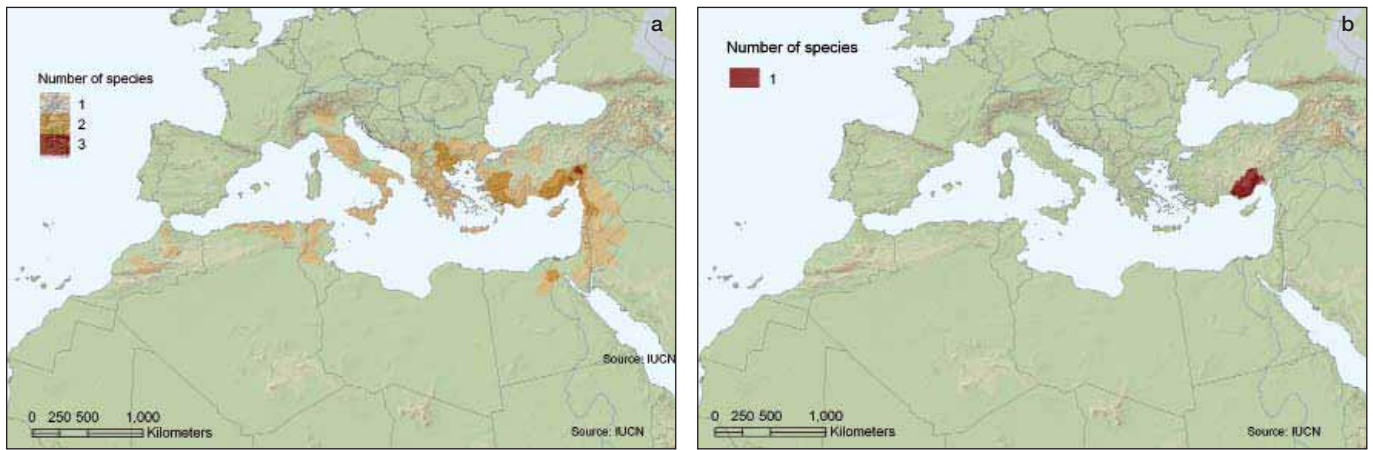 a
Number of species
1
2
3
Source: IUCN
0 250 500 1,000
Kilometers
Source: IUCN
b
Number of species
1
0 250 500 1,000
Kilometers
Source: IUCN